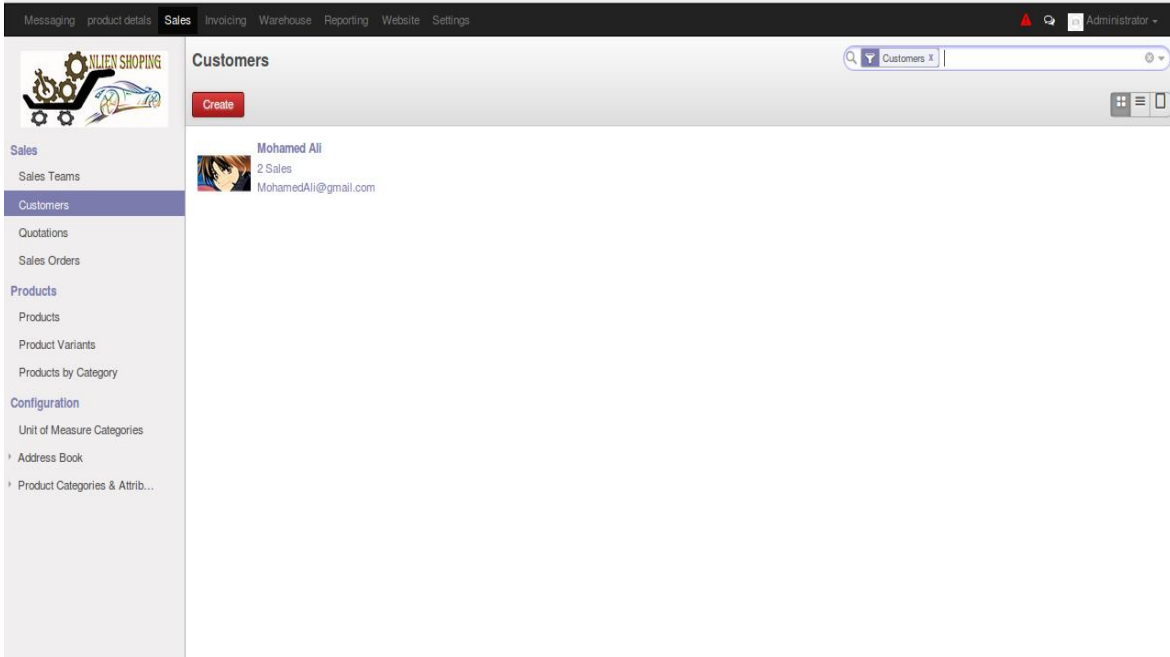 Messaging product detals Sales Invoicing Warehouse Reporting Website Settings Administrator
NLIEN SHOPING
Customers
Customers x
Create
Mohamed Ali
2 Sales
MohamedAli@gmail.com
Sales
Sales Teams
Customers
Quotations
Sales Orders
Products
Products
Product Variants
Products by Category
Configuration
Unit of Measure Categories
Address Book
Product Categories & Attrib...